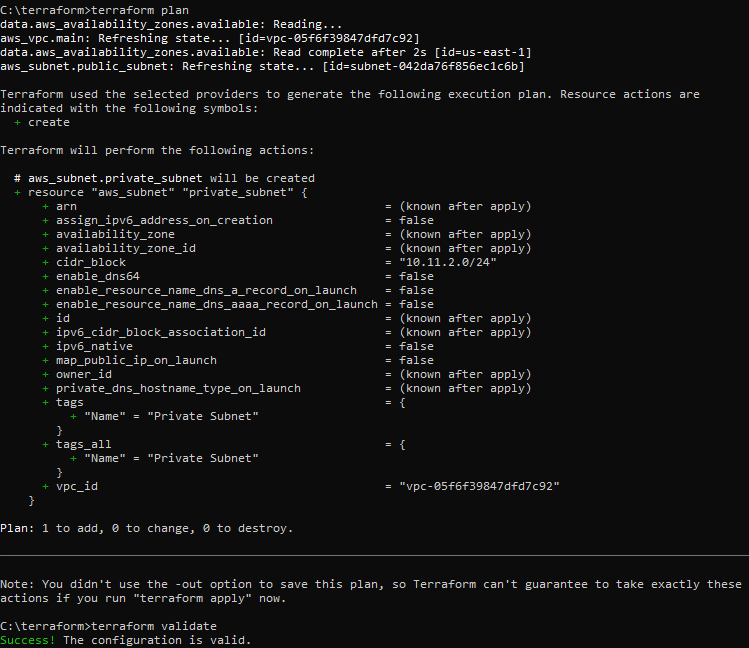 C:\terraform>terraform plan
data.aws_availability_zones.available: Reading...
aws_vpc.main: Refreshing state... [id=vpc-05f6f39847dfd7c92]
data.aws_availability_zones.available: Read complete after 2s [id=us-east-1]
aws_subnet.public_subnet: Refreshing state... [id=subnet-042da76f856ec1c6b]
Terraform used the selected providers to generate the following execution plan. Resource actions are
indicated with the following symbols:
  + create
Terraform will perform the following actions:
  # aws_subnet.private_subnet will be created
  + resource "aws_subnet" "private_subnet" {
      + arn                                            = (known after apply)
      + assign_ipv6_address_on_creation                = false
      + availability_zone                              = (known after apply)
      + availability_zone_id                           = (known after apply)
      + cidr_block                                     = "10.11.2.0/24"
      + enable_dns64                                   = false
      + enable_resource_name_dns_a_record_on_launch    = false
      + enable_resource_name_dns_aaaa_record_on_launch = false
      + id                                             = (known after apply)
      + ipv6_cidr_block_association_id                 = (known after apply)
      + ipv6_native                                    = false
      + map_public_ip_on_launch                        = false
      + owner_id                                       = (known after apply)
      + private_dns_hostname_type_on_launch            = (known after apply)
      + tags                                           = {
          + "Name" = "Private Subnet"
        }
      + tags_all                                       = {
          + "Name" = "Private Subnet"
        }
      + vpc_id                                         = "vpc-05f6f39847dfd7c92"
    }
Plan: 1 to add, 0 to change, 0 to destroy.
Note: You didn't use the -out option to save this plan, so Terraform can't guarantee to take exactly these
actions if you run "terraform apply" now.
C:\terraform>terraform validate
Success! The configuration is valid.